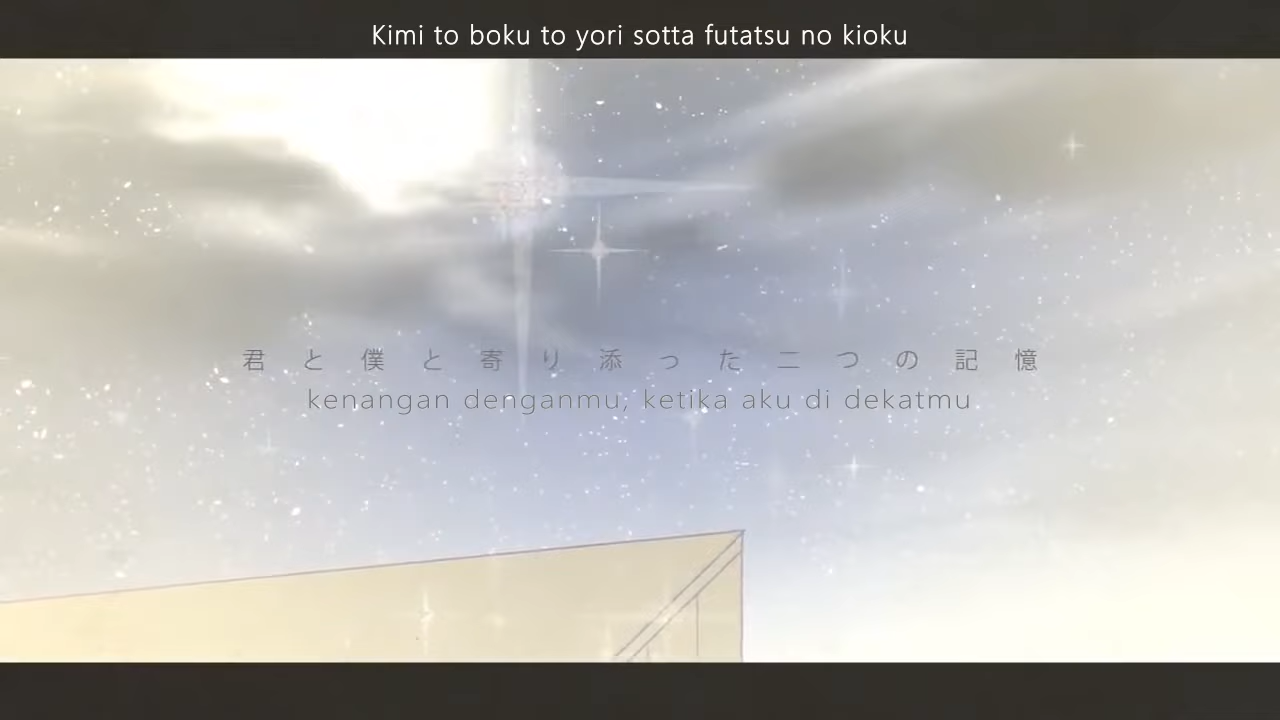 Kimi to boku to yori sotta futatsu no kioku
君と僕と寄り添った二つの記憶
kenangan denganmu, ketika aku di dekatmu